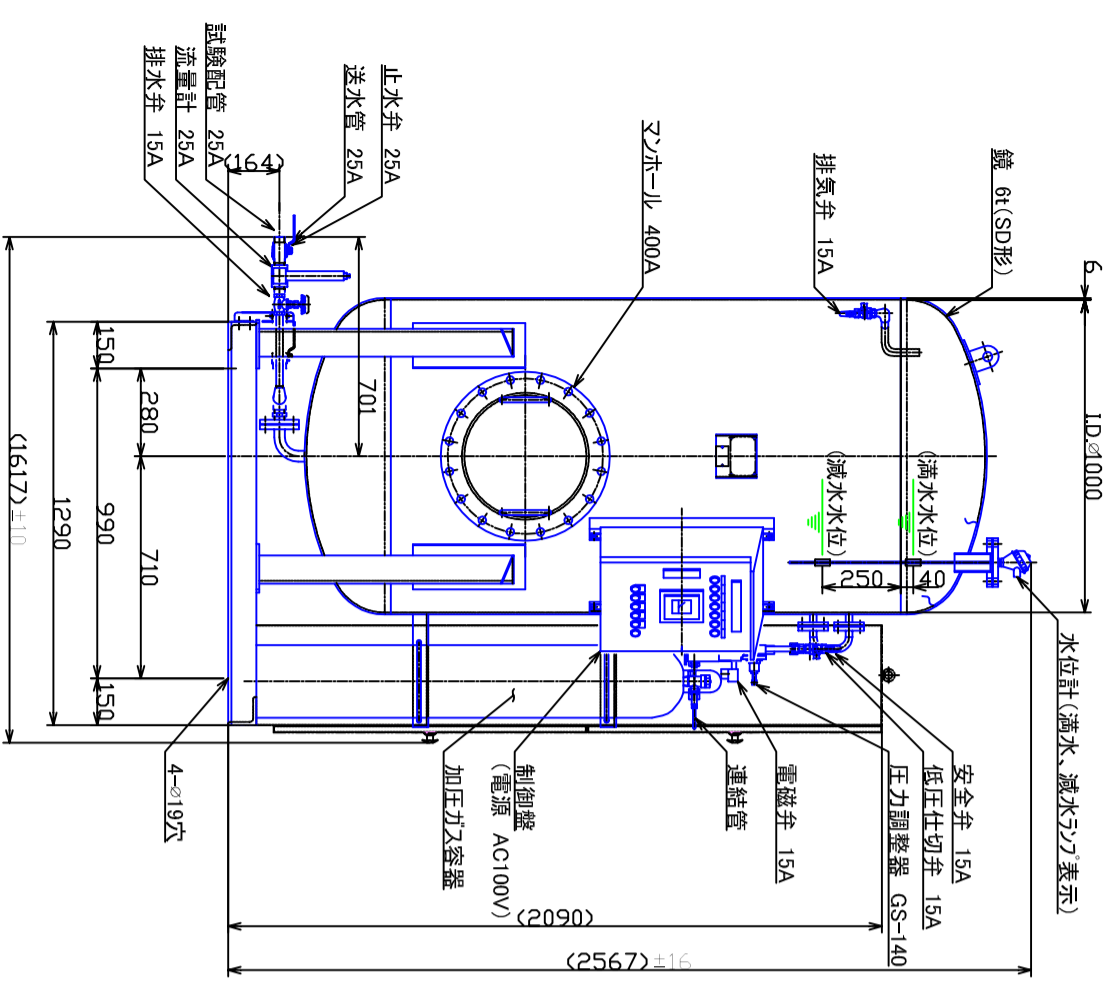 試験配管 25A
流量計 25A
排水弁 15A
止水弁 25A
送水管 25A
マンホール 400A
排気弁 15A
鏡 6t(SD形)
6
I.D.⌀1000
(164)
701
(満水水位)
(減水水位)
250
40
150
280
990
710
150
1290
(1617)±10
水位計(満水、減水ランプ表示)
安全弁 15A
低圧仕切弁 15A
圧力調整器 GS-140
電磁弁 15A
連結管
制御盤
(電源 AC100V)
加圧ガス容器
4-⌀19穴
(2090)
(2567)±16